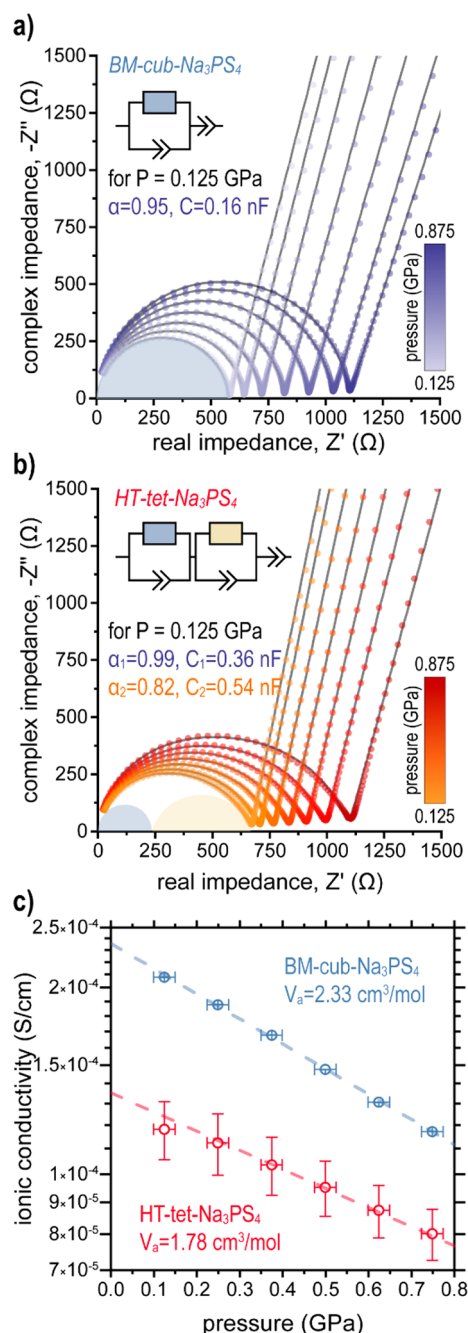 a)
1500
1250
1000
750
500
250
0
complex impedance, -Z" (Ω)
BM-cub-Na₃PS₄
for P = 0.125 GPa
α=0.95, C=0.16 nF
0.875
pressure (GPa)
0.125
0 250 500 750 1000 1250 1500
real impedance, Z' (Ω)
b)
1500
1250
1000
750
500
250
0
complex impedance, -Z" (Ω)
HT-tet-Na₃PS₄
for P = 0.125 GPa
α₁=0.99, C₁=0.36 nF
α₂=0.82, C₂=0.54 nF
0.875
pressure (GPa)
0.125
0 250 500 750 1000 1250 1500
real impedance, Z' (Ω)
c)
2.5×10⁻⁴
2×10⁻⁴
1.5×10⁻⁴
1×10⁻⁴
9×10⁻⁵
8×10⁻⁵
7×10⁻⁵
ionic conductivity (S/cm)
BM-cub-Na₃PS₄
Vₐ=2.33 cm³/mol
HT-tet-Na₃PS₄
Vₐ=1.78 cm³/mol
0.0 0.1 0.2 0.3 0.4 0.5 0.6 0.7 0.8
pressure (GPa)